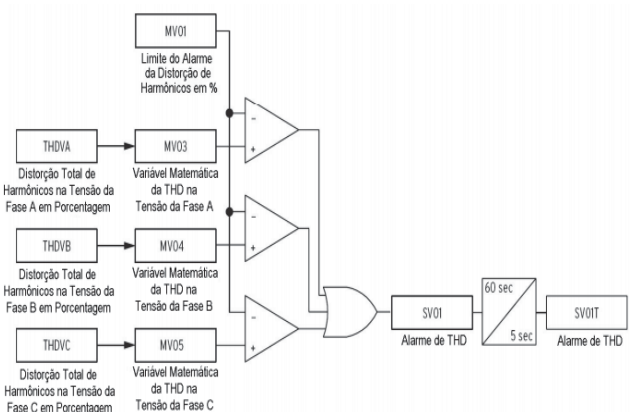 MV01
Limite do Alarme
da Distorção de
Harmônicos em %
THDVA
Distorção Total de
Harmônicos na Tensão da
Fase A em Porcentagem
MV03
Variável Matemática
da THD na
Tensão da Fase A
-
+
THDVB
Distorção Total de
Harmônicos na Tensão da
Fase B em Porcentagem
MV04
Variável Matemática
da THD na
Tensão da Fase B
-
+
THDVC
Distorção Total de
Harmônicos na Tensão da
Fase C em Porcentagem
MV05
Variável Matemática
da THD na
Tensão da Fase C
-
+
SV01
Alarme de THD
60 sec
5 sec
SV01T
Alarme de THD